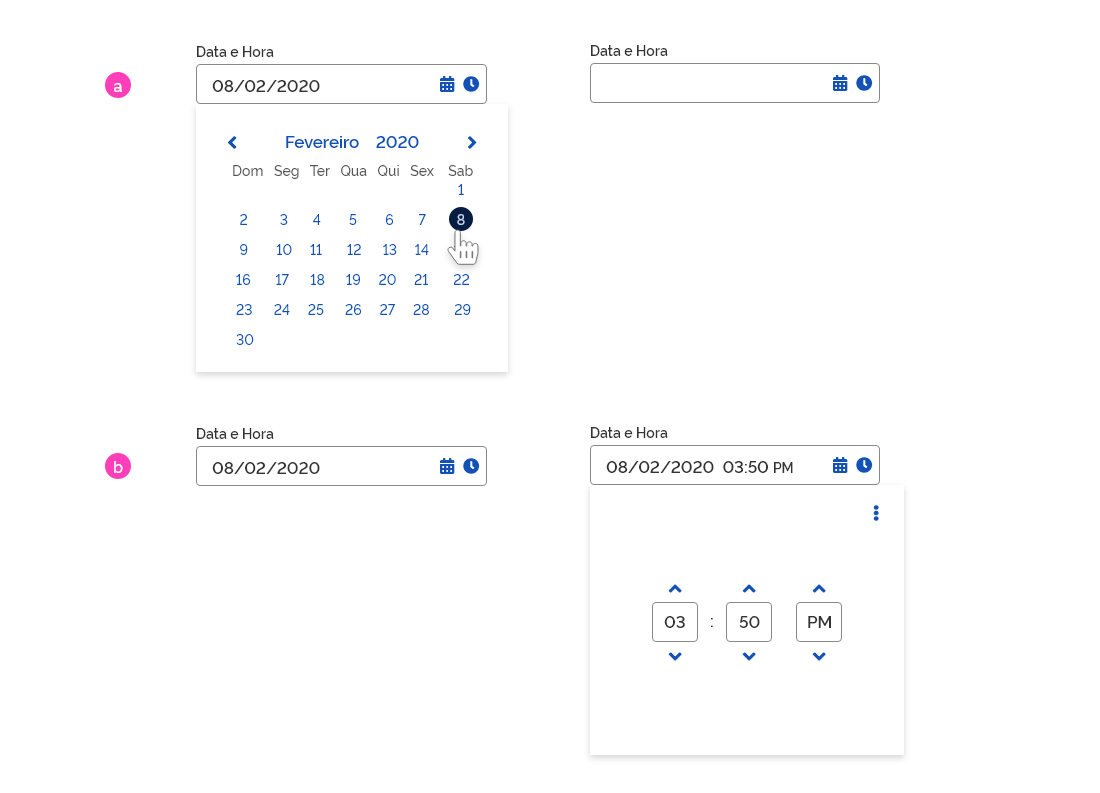 Data e Hora
Data e Hora
a
08/02/2020
Fevereiro 2020
Dom Seg Ter Qua Qui Sex Sab
1
2 3 4 5 6 7 8
9 10 11 12 13 14
16 17 18 19 20 21 22
23 24 25 26 27 28 29
30
Data e Hora
Data e Hora
b
08/02/2020
08/02/2020 03:50 PM
03 : 50 PM